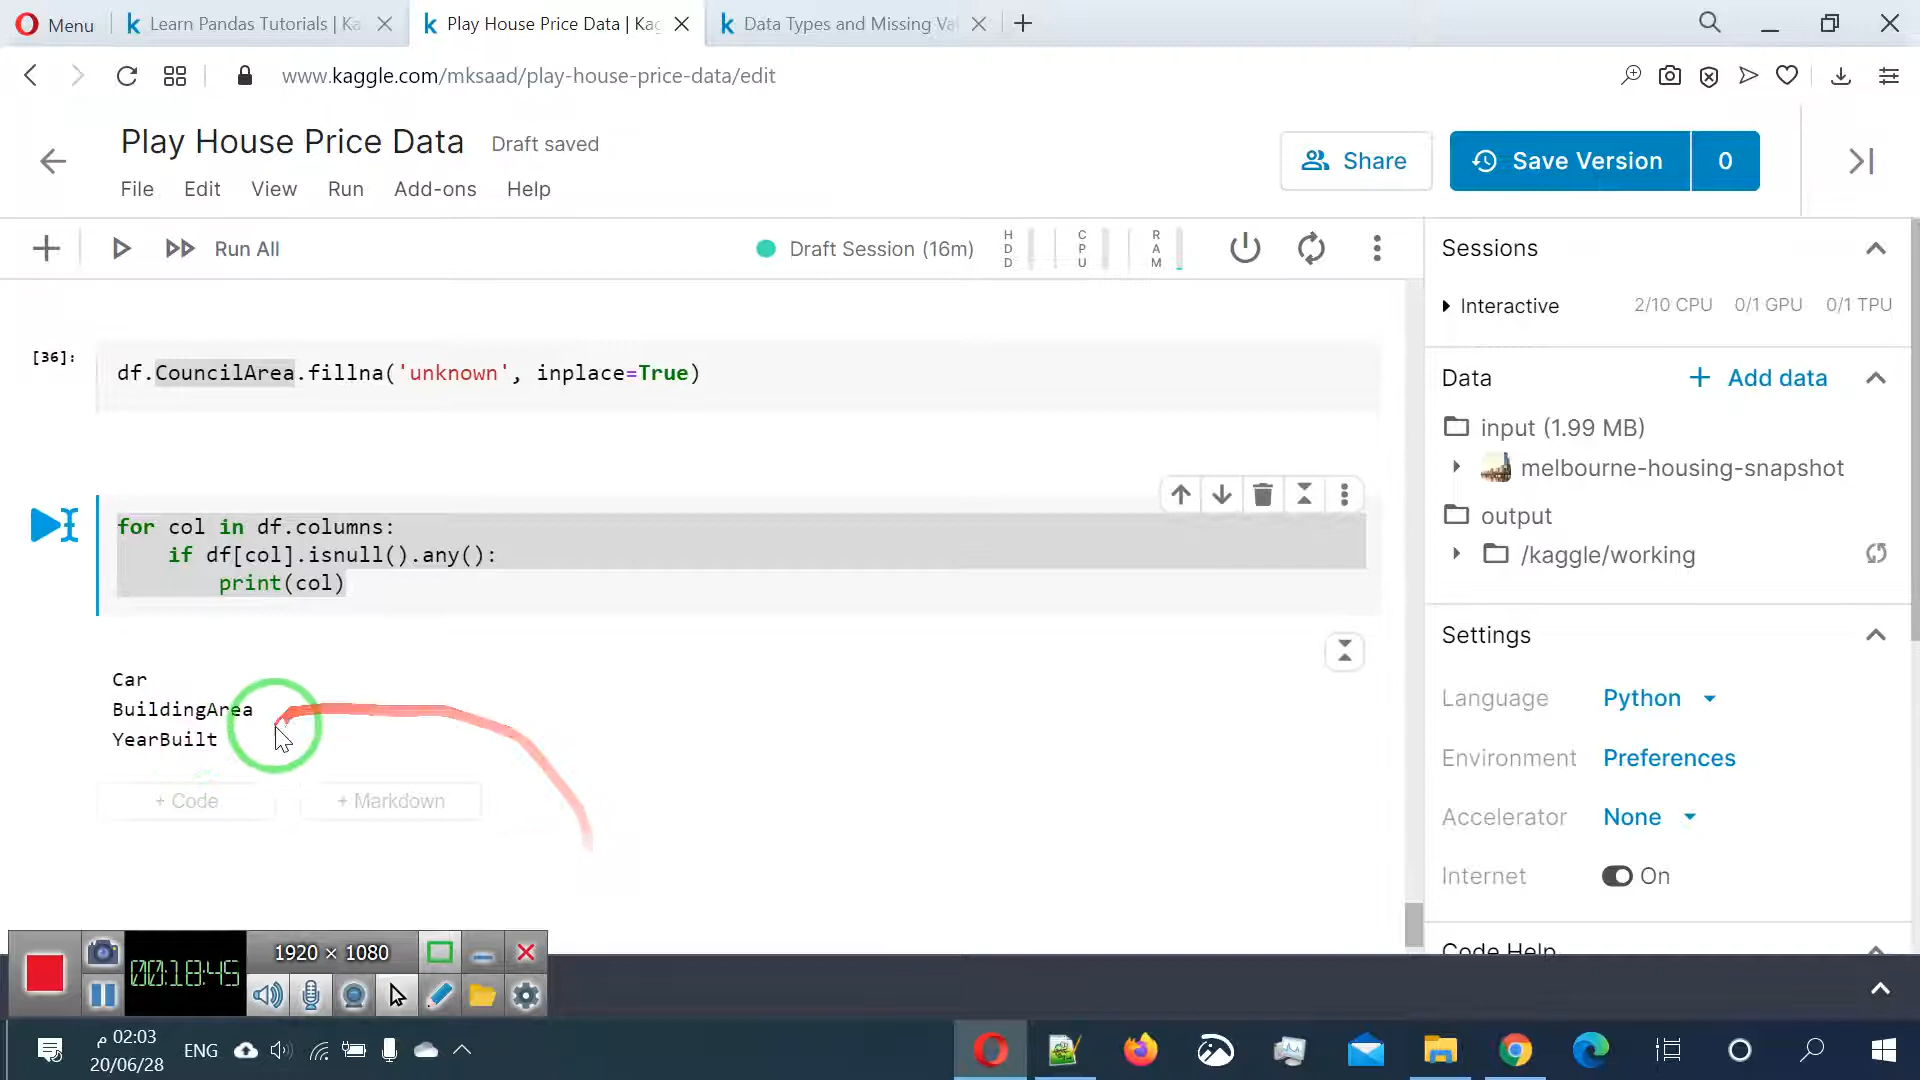 Menu
Learn Pandas Tutorials | Ka
Play House Price Data | Kag
Data Types and Missing Va
www.kaggle.com/mksaad/play-house-price-data/edit
Play House Price Data
Draft saved
File Edit View Run Add-ons Help
Share
Save Version
0
Run All
Draft Session (16m)
HDD
CPU
RAM
[36]:
df.CouncilArea.fillna('unknown', inplace=True)
for col in df.columns:
    if df[col].isnull().any():
        print(col)
Car
BuildingArea
YearBuilt
+ Code
+ Markdown
Sessions
Interactive 2/10 CPU 0/1 GPU 0/1 TPU
Data
+ Add data
input (1.99 MB)
melbourne-housing-snapshot
output
/kaggle/working
Settings
Language Python
Environment Preferences
Accelerator None
Internet On
Code Help
1920 × 1080
00:18:45
02:03 م
20/06/28
ENG